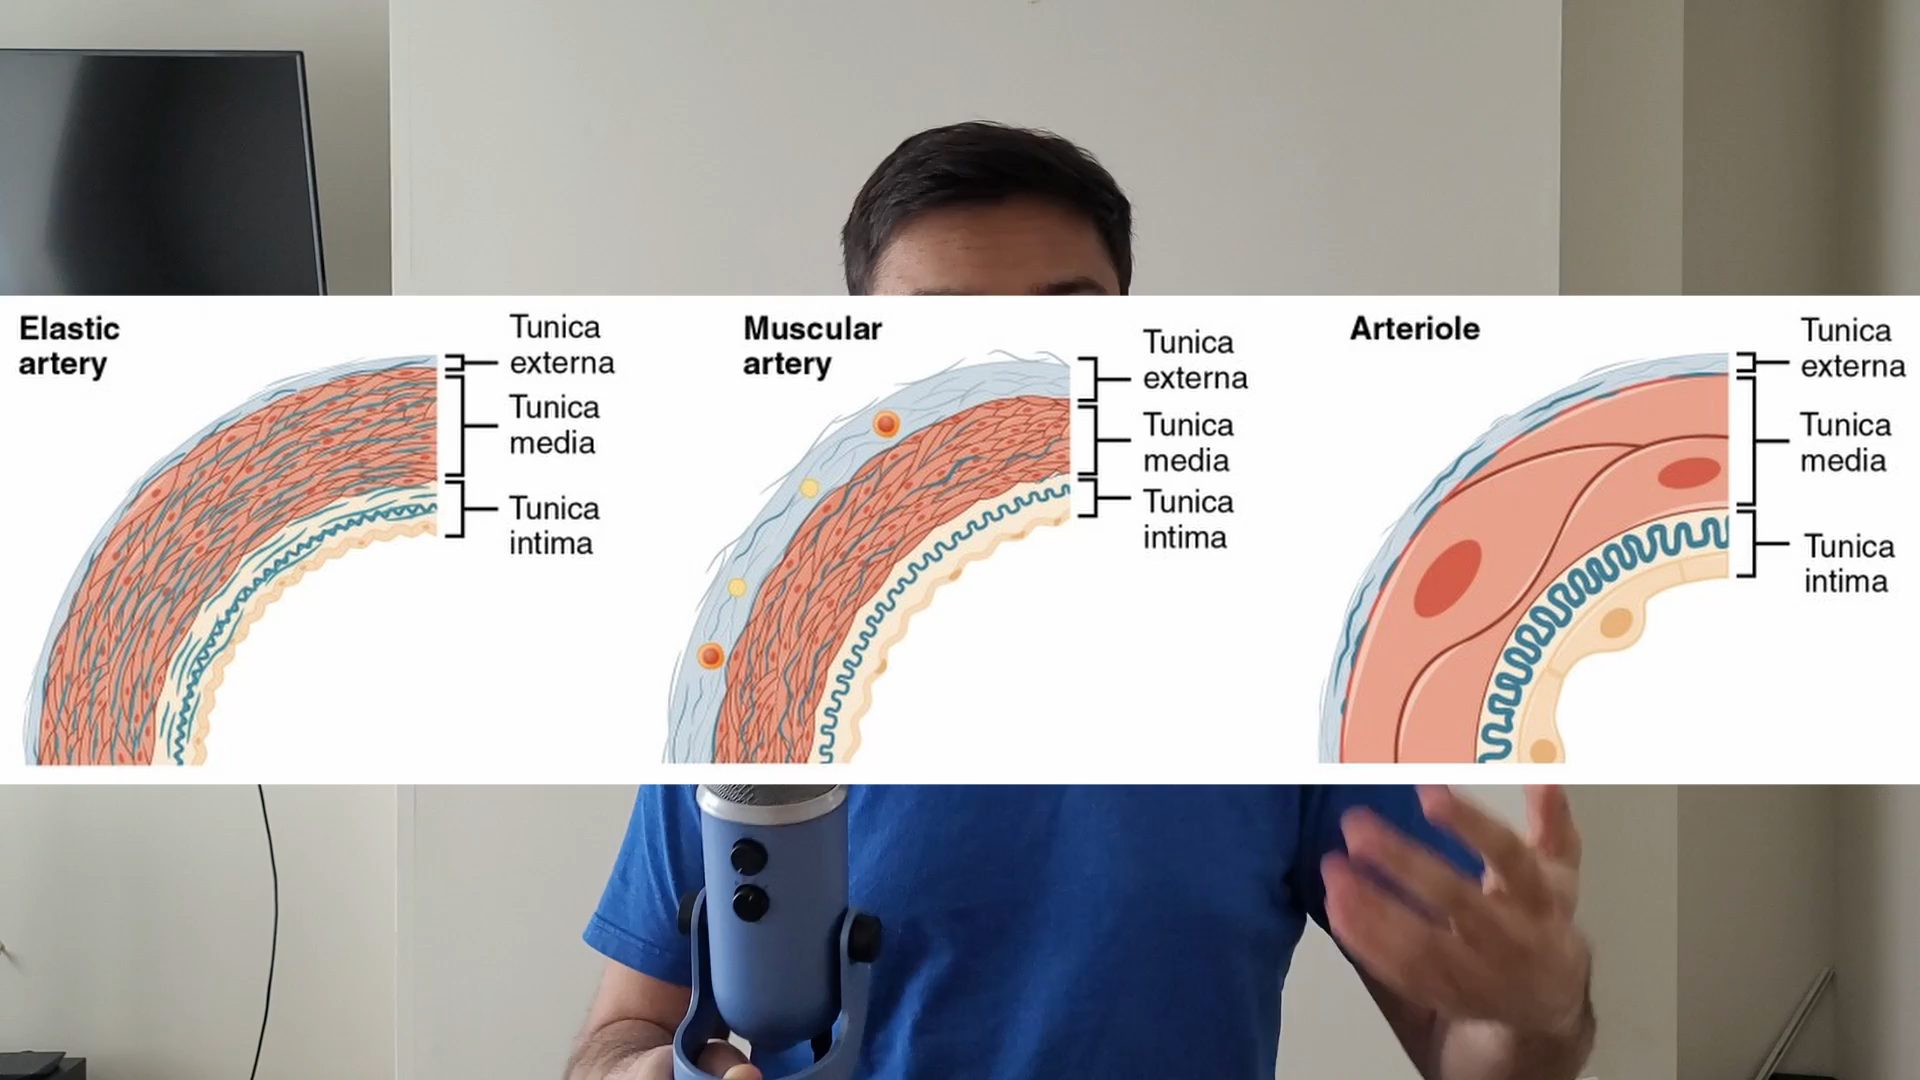 Elastic
artery
Tunica
externa
Tunica
media
Tunica
intima
Muscular
artery
Tunica
externa
Tunica
media
Tunica
intima
Arteriole
Tunica
externa
Tunica
media
Tunica
intima